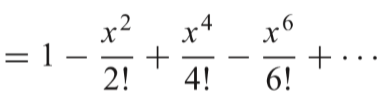 = 1 − x²/2! + x⁴/4! − x⁶/6! + ⋯